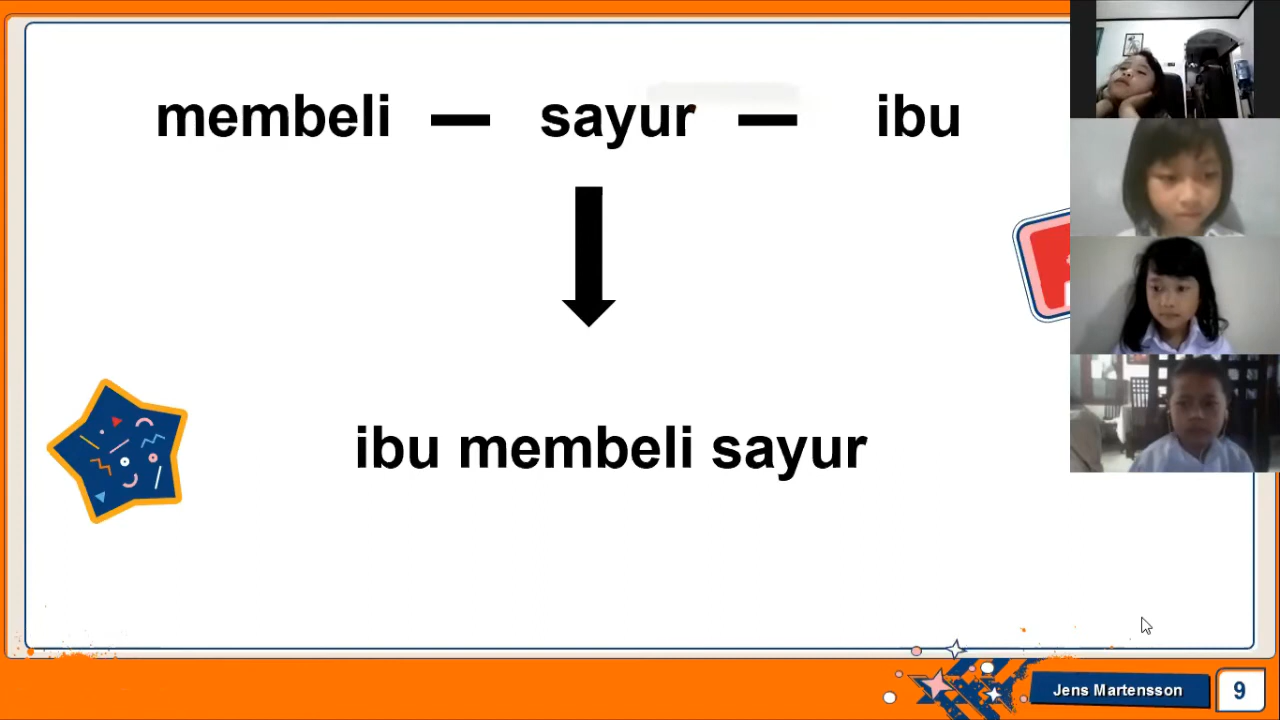 membeli — sayur — ibu
ibu membeli sayur
Jens Martensson
9